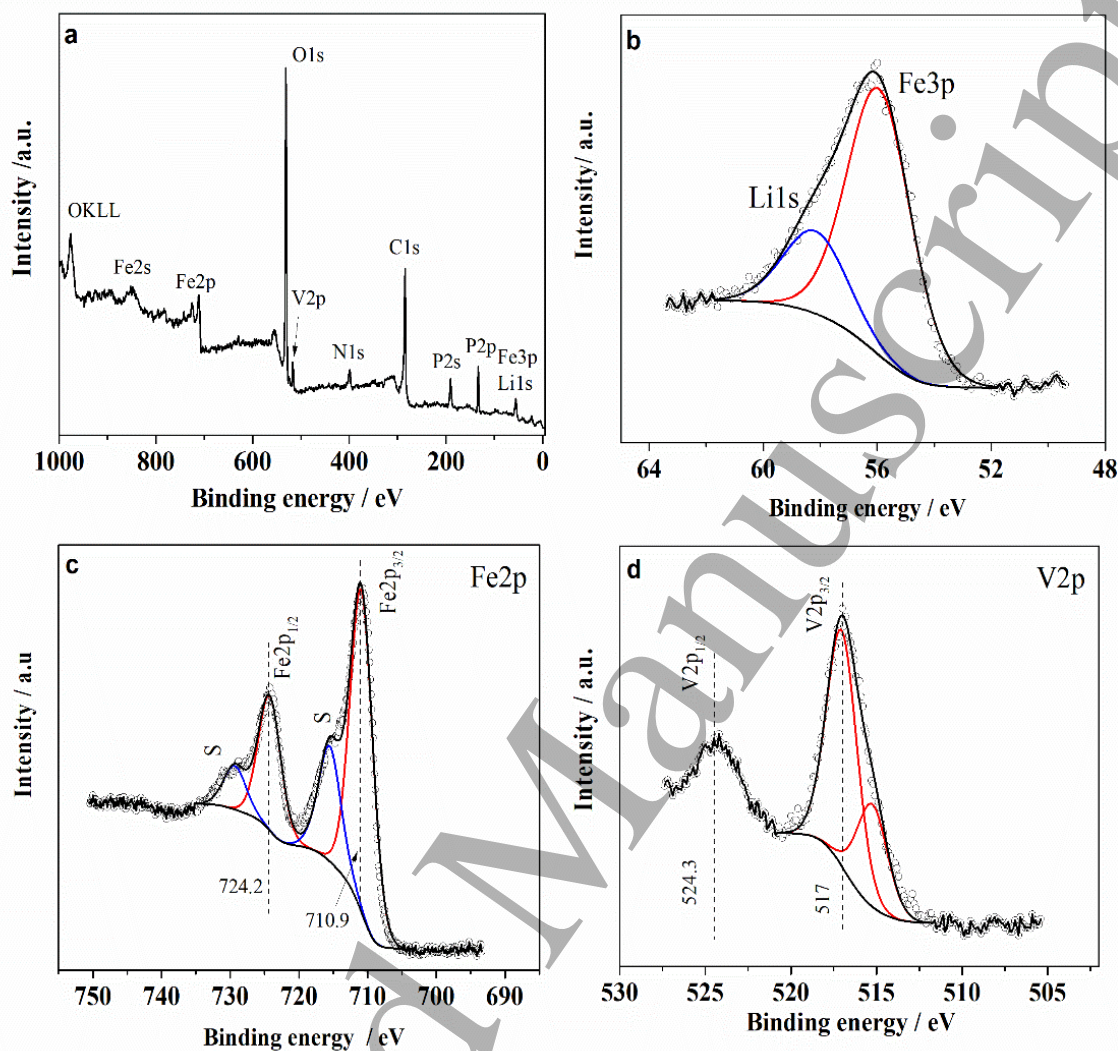 a
O1s
OKLL
C1s
Fe2s
Fe2p
V2p
N1s
P2s
P2p
Fe3p
Li1s
Intensity /a.u.
1000 800 600 400 200 0
Binding energy / eV
b
Fe3p
Li1s
Intensity/ a.u.
64 60 56 52 48
Binding energy / eV
c
Fe2p
Fe2p3/2
Fe2p1/2
S
S
724.2
710.9
Intensity / a.u
750 740 730 720 710 700 690
Binding energy / eV
d
V2p
V2p3/2
V2p1/2
524.3
517
Intensity / a.u.
530 525 520 515 510 505
Binding energy / eV
d Manuscrip